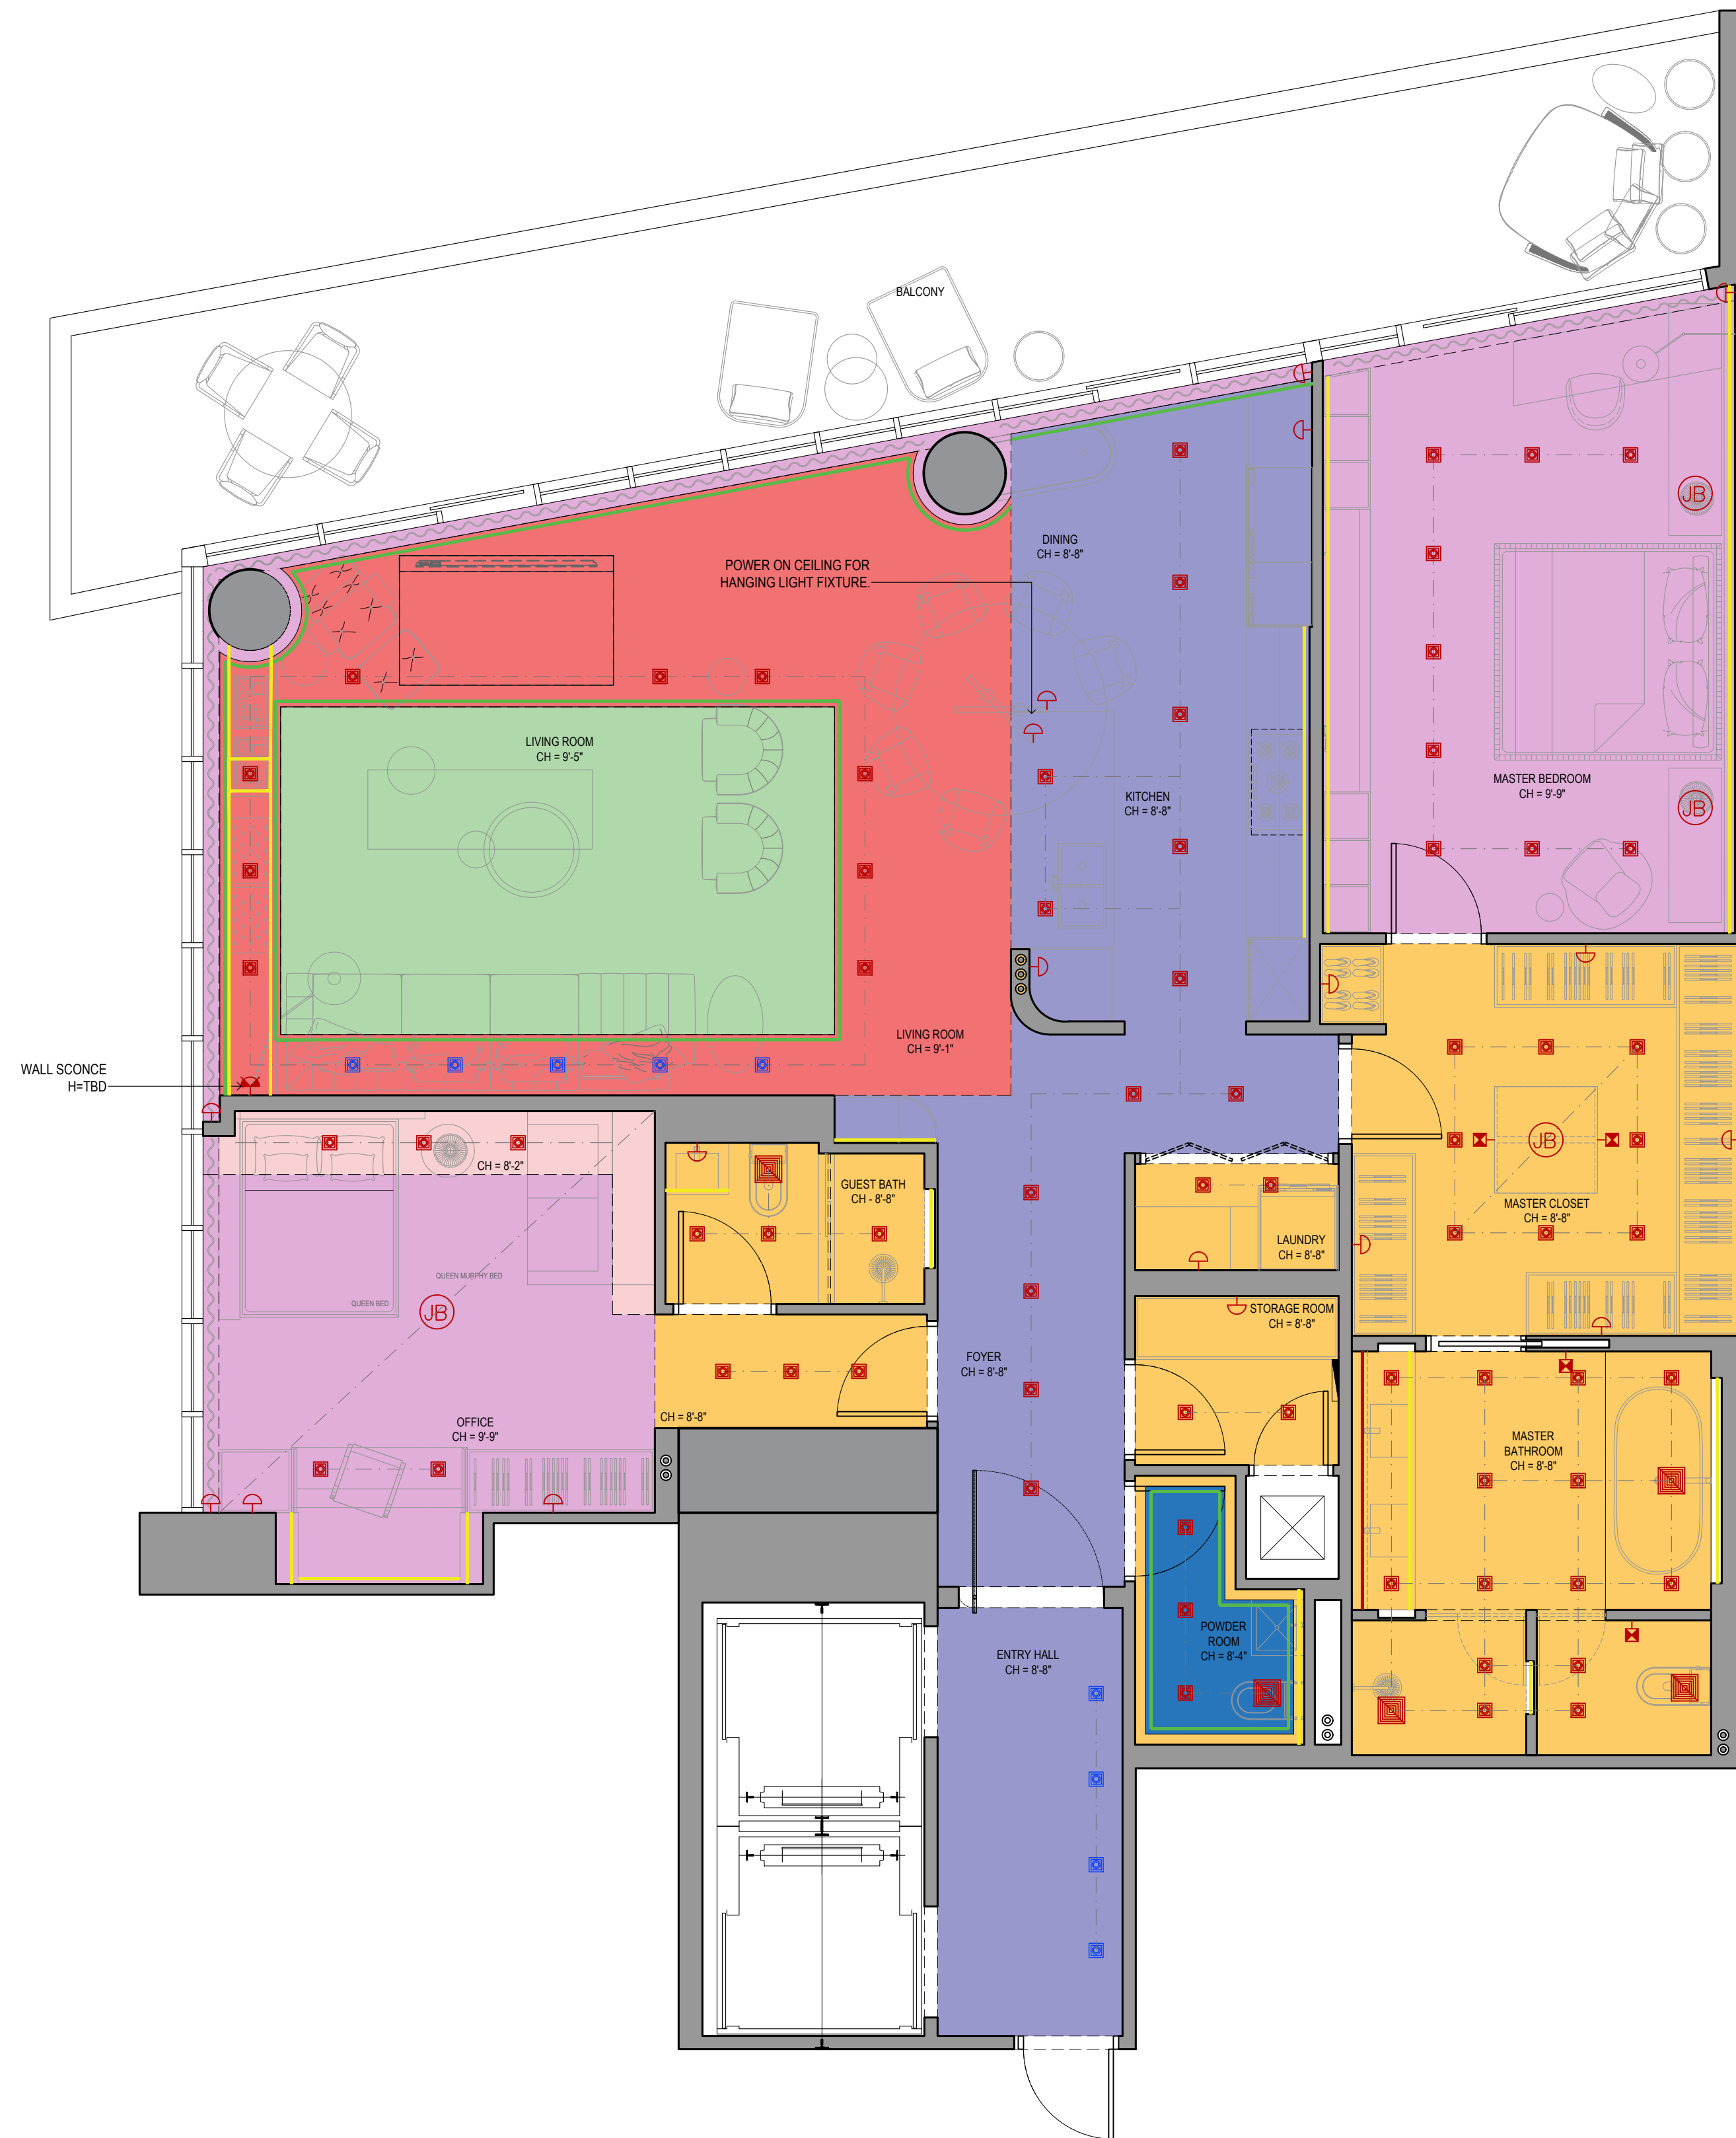 BALCONY
DINING
CH = 8'-8"
POWER ON CEILING FOR
HANGING LIGHT FIXTURE.
JB
LIVING ROOM
CH = 9'-5"
MASTER BEDROOM
CH = 9'-9"
KITCHEN
CH = 8'-8"
JB
LIVING ROOM
CH = 9'-1"
WALL SCONCE
H=TBD
CH = 8'-2"
GUEST BATH
CH - 8'-8"
JB
MASTER CLOSET
CH = 8'-8"
LAUNDRY
CH = 8'-8"
QUEEN MURPHY BED
QUEEN BED
JB
STORAGE ROOM
CH = 8'-8"
FOYER
CH = 8'-8"
CH = 8'-8"
OFFICE
CH = 9'-9"
MASTER
BATHROOM
CH = 8'-8"
POWDER
ROOM
CH = 8'-4"
ENTRY HALL
CH = 8'-8"